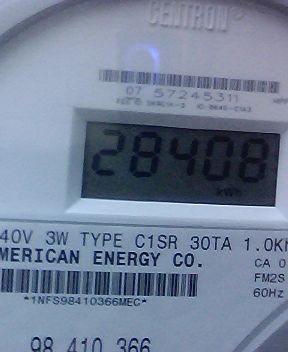 CENTRON®
07 57245311
28408
kWh
40V 3W TYPE C1SR 30TA 1.0K
MERICAN ENERGY CO.
CA 0
FM2S
*1NFS98410366MEC*
60Hz
98 410 366